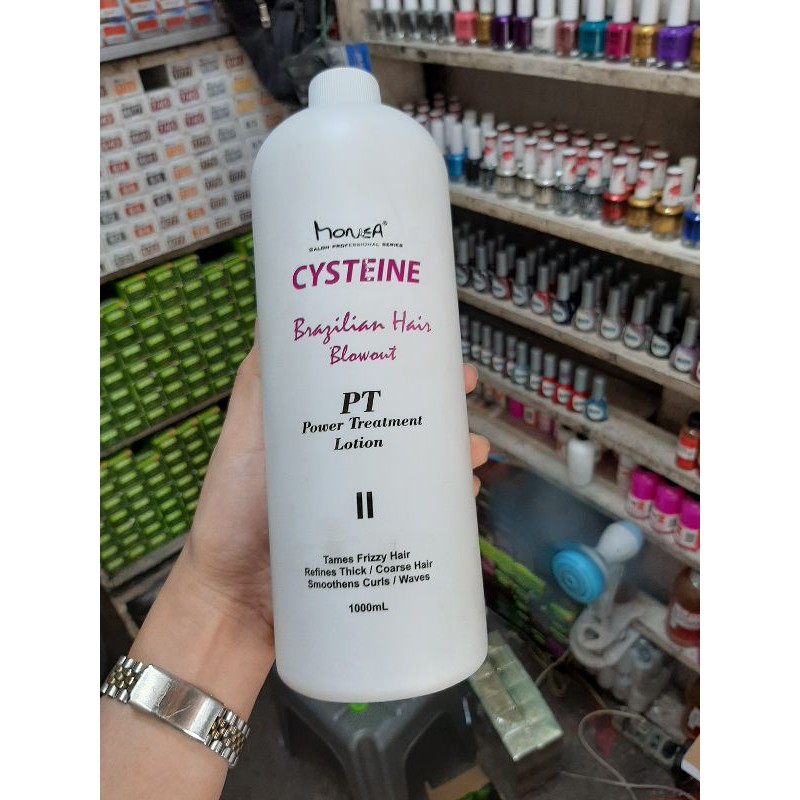 MONEA®
SALON PROFESSIONAL SERIES
CYSTEINE
Brazilian Hair
Blowout
PT
Power Treatment
Lotion
II
Tames Frizzy Hair
Refines Thick / Coarse Hair
Smoothens Curls / Waves
1000mL